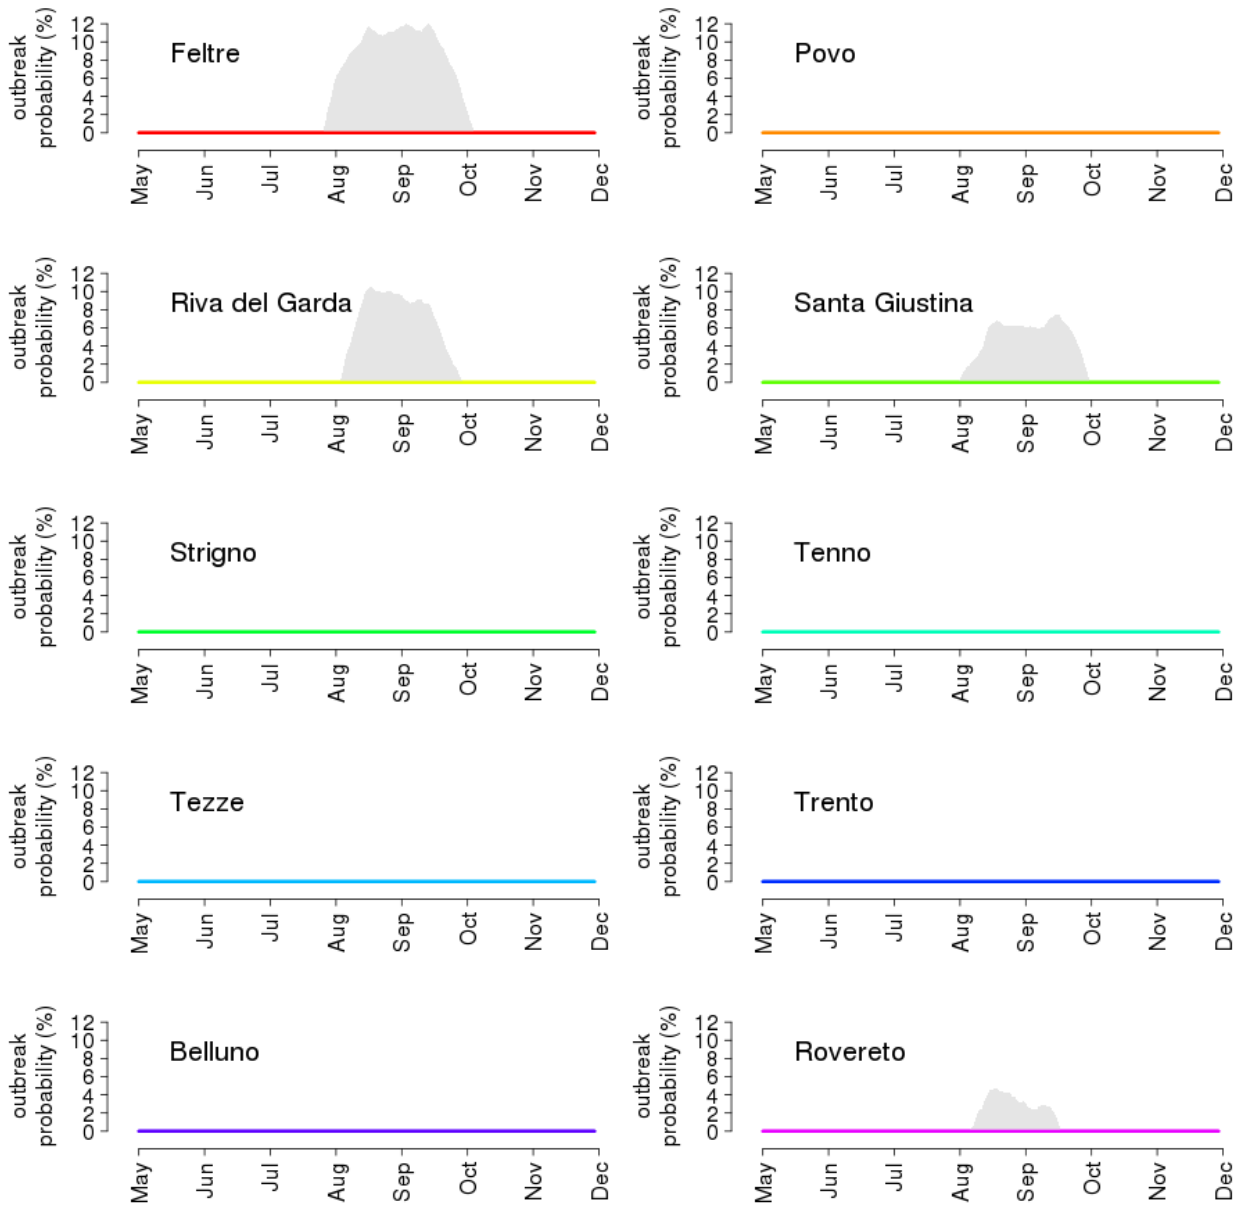 outbreak
probability (%)
12
10
8
6
4
2
0
Feltre
May
Jun
Jul
Aug
Sep
Oct
Nov
Dec
outbreak
probability (%)
12
10
8
6
4
2
0
Povo
May
Jun
Jul
Aug
Sep
Oct
Nov
Dec
outbreak
probability (%)
12
10
8
6
4
2
0
Riva del Garda
May
Jun
Jul
Aug
Sep
Oct
Nov
Dec
outbreak
probability (%)
12
10
8
6
4
2
0
Santa Giustina
May
Jun
Jul
Aug
Sep
Oct
Nov
Dec
outbreak
probability (%)
12
10
8
6
4
2
0
Strigno
May
Jun
Jul
Aug
Sep
Oct
Nov
Dec
outbreak
probability (%)
12
10
8
6
4
2
0
Tenno
May
Jun
Jul
Aug
Sep
Oct
Nov
Dec
outbreak
probability (%)
12
10
8
6
4
2
0
Tezze
May
Jun
Jul
Aug
Sep
Oct
Nov
Dec
outbreak
probability (%)
12
10
8
6
4
2
0
Trento
May
Jun
Jul
Aug
Sep
Oct
Nov
Dec
outbreak
probability (%)
12
10
8
6
4
2
0
Belluno
May
Jun
Jul
Aug
Sep
Oct
Nov
Dec
outbreak
probability (%)
12
10
8
6
4
2
0
Rovereto
May
Jun
Jul
Aug
Sep
Oct
Nov
Dec